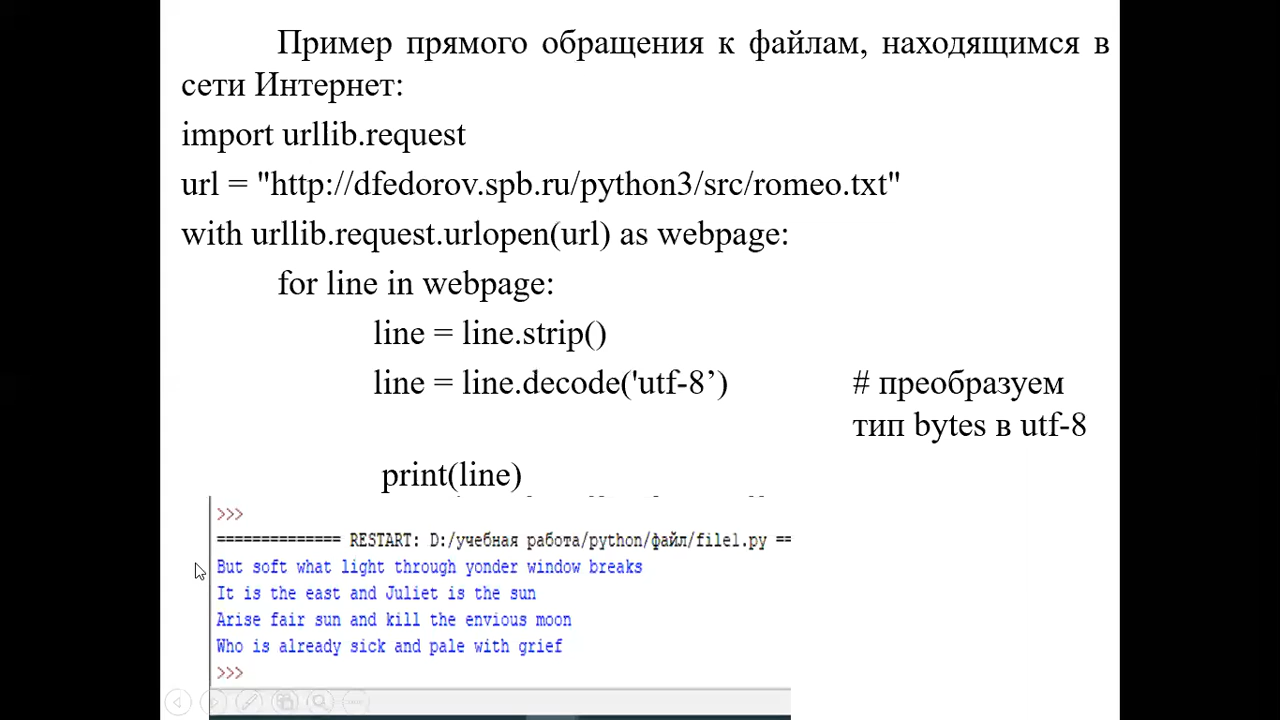 Пример прямого обращения к файлам, находящимся в
сети Интернет:
import urllib.request
url = "http://dfedorov.spb.ru/python3/src/romeo.txt"
with urllib.request.urlopen(url) as webpage:
for line in webpage:
line = line.strip()
line = line.decode('utf-8’) # преобразуем
тип bytes в utf-8
print(line)
>>>
============== RESTART: D:/учебная работа/python/файл/file1.py ==
But soft what light through yonder window breaks
It is the east and Juliet is the sun
Arise fair sun and kill the envious moon
Who is already sick and pale with grief
>>>